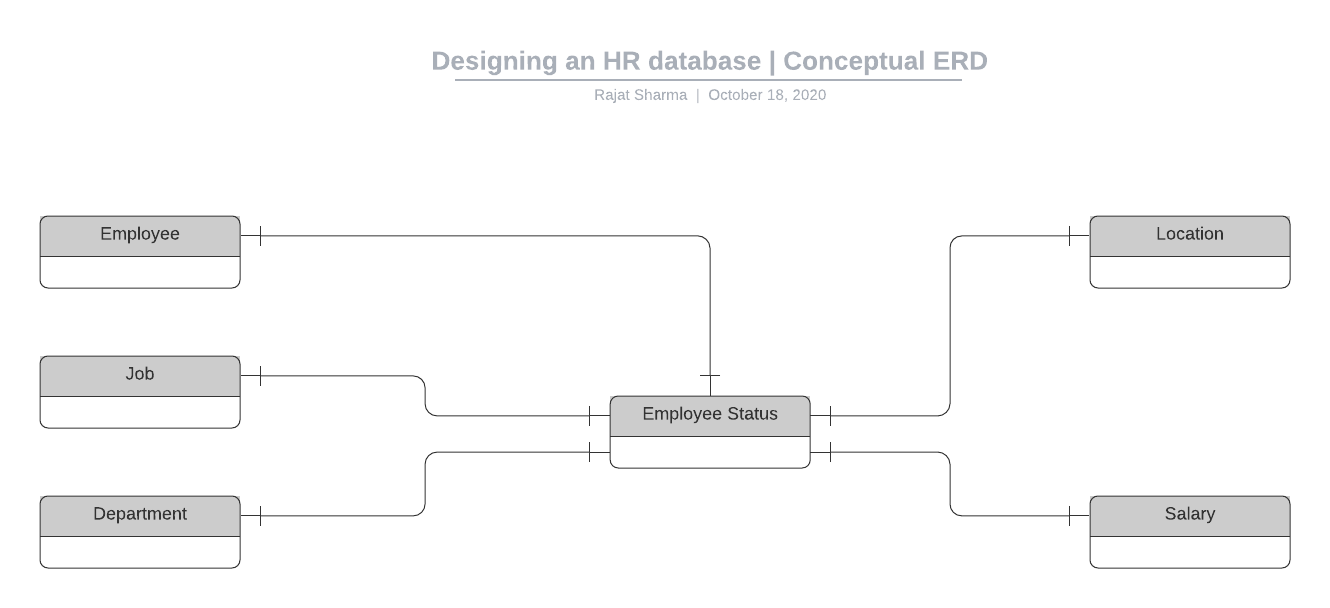 Designing an HR database | Conceptual ERD
Rajat Sharma | October 18, 2020
Employee
Location
Job
Employee Status
Department
Salary